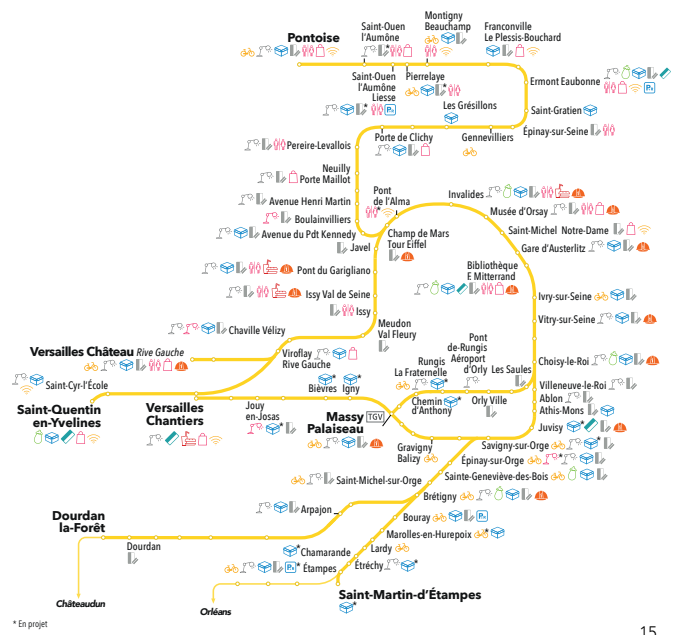 Montigny
Beauchamp
Saint-Ouen
l'Aumône
Franconville
Le Plessis-Bouchard
Pontoise
Saint-Ouen
l'Aumône
Liesse
Pierrelaye
Ermont Eaubonne
Les Grésillons
Saint-Gratien
Épinay-sur-Seine
Porte de Clichy
Gennevilliers
Pereire-Levallois
Neuilly
Porte Maillot
Avenue Henri Martin
Boulainvilliers
Avenue du Pdt Kennedy
Javel
Pont
de l'Alma
Champ de Mars
Tour Eiffel
Invalides
Musée d'Orsay
Saint-Michel Notre-Dame
Gare d'Austerlitz
Bibliothèque
F. Mitterrand
Pont du Garigliano
Issy Val de Seine
Issy
Ivry-sur-Seine
Vitry-sur-Seine
Meudon
Val Fleury
Chaville Vélizy
Versailles Château Rive Gauche
Viroflay
Rive Gauche
Saint-Cyr-l'École
Saint-Quentin
en-Yvelines
Versailles
Chantiers
Bièvres
Igny
Jouy
en-Josas
Massy
Palaiseau
TGV
Rungis
La Fraternelle
Pont
de-Rungis
Aéroport
d'Orly
Les Saules
Chemin
d'Anthony
Orly Ville
Choisy-le-Roi
Villeneuve-le-Roi
Ablon
Athis-Mons
Juvisy
Gravigny
Balizy
Savigny-sur-Orge
Épinay-sur-Orge
Sainte-Geneviève-des-Bois
Saint-Michel-sur-Orge
Brétigny
Arpajon
Bouray
Marolles-en-Hurepoix
Lardy
Chamarande
Étréchy
Étampes
Dourdan
la-Forêt
Dourdan
Saint-Martin-d'Étampes
Châteaudun
Orléans
* En projet
15